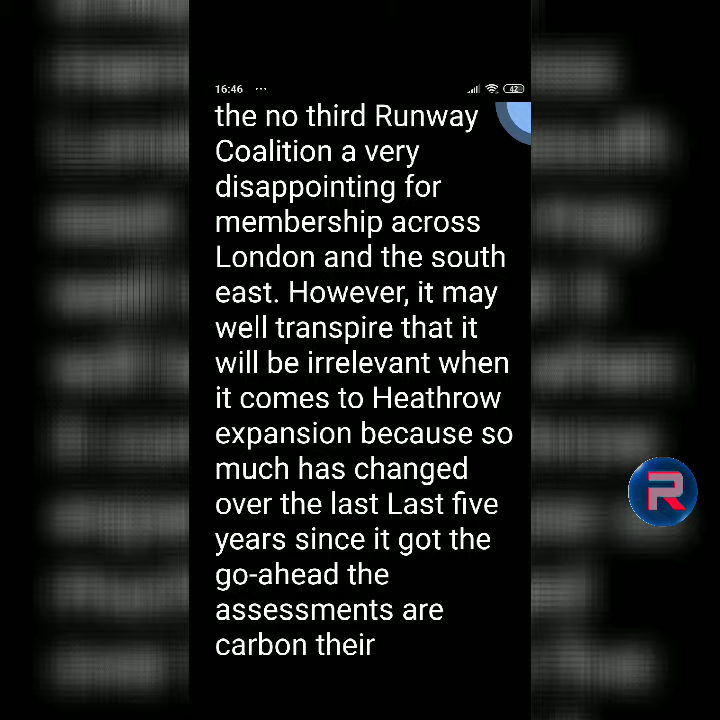 16:46 ... 42
the no third Runway
Coalition a very
disappointing for
membership across
London and the south
east. However, it may
well transpire that it
will be irrelevant when
it comes to Heathrow
expansion because so
much has changed
over the last Last five
years since it got the
go-ahead the
assessments are
carbon their
R